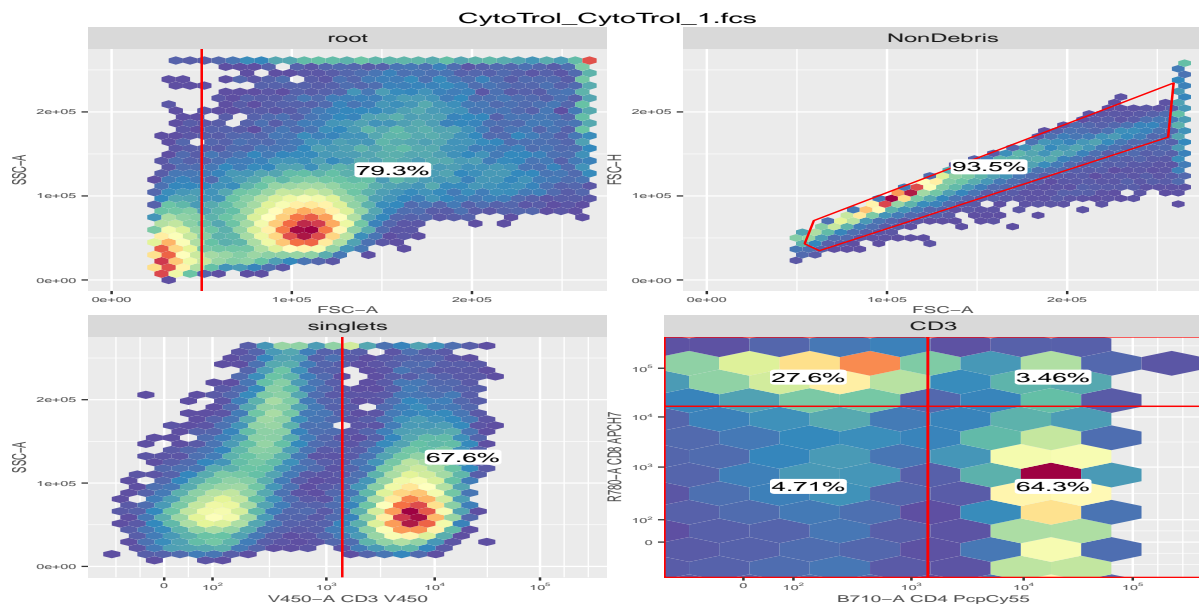 CytoTrol_CytoTrol_1.fcs
root
SSC-A
2e+05
1e+05
0e+00
79.3%
0e+00 1e+05 2e+05
FSC-A
NonDebris
FSC-H
2e+05
1e+05
0e+00
93.5%
0e+00 1e+05 2e+05
FSC-A
singlets
SSC-A
2e+05
1e+05
0e+00
67.6%
0 10² 10³ 10⁴ 10⁵
V450-A CD3 V450
CD3
R780-A CD8 APCH7
10⁵
10⁴
10³
10²
0
27.6% 3.46%
4.71% 64.3%
0 10² 10³ 10⁴ 10⁵
B710-A CD4 PcpCy55